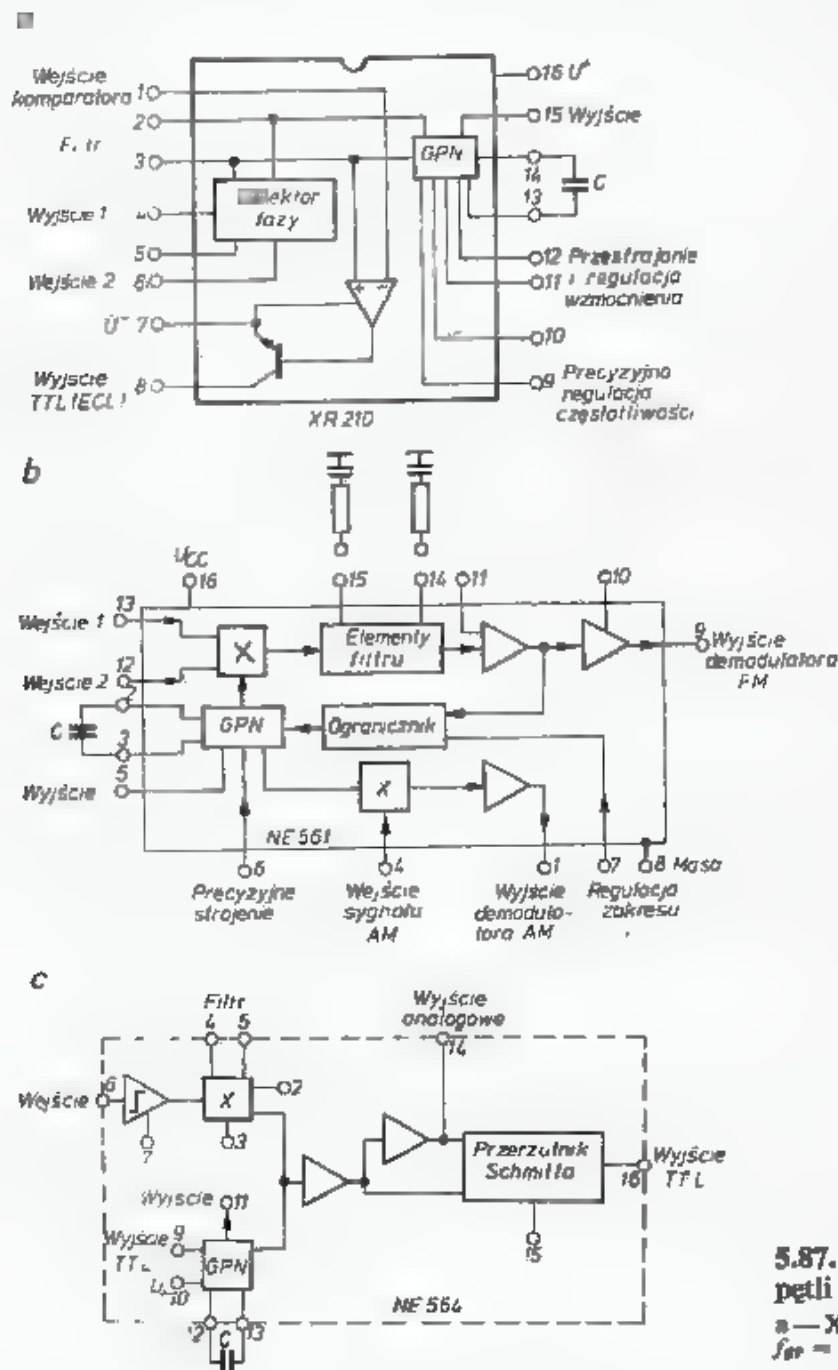 Wejście
komparatora 1
2
3
Wyjście 1
5
Wejście 2 6
U⁻ 7
Wyjście
TTL (ECL) 8
fazy
GPN
16 U⁺
15 Wyjście
14
C
13
12 Przestrajanie
11 i regulacja
wzmocnienia
10
9 Precyzyjna
regulacja
częstotliwości
XR 210
b
UCC
16
15
14
11
10
13
Wejście 1
12
Wejście 2
X
Elementy
filtru
9 Wyjście
demodulatora
FM
2
C
3
GPN
Ogranicznik
5
Wyjście
X
NE 561
6
4
1
7
8 Masa
Precyzyjne
strojenie
Wejście
sygnału
AM
Wyjście
demodula-
tora AM
Regulacja
zakresu
c
Filtr
4 5
Wyjście
analogowe
14
Wejście 6
X
2
7
3
Przerzutnik
Schmitta
Wyjście
TTL
16
Wyjście 11
9
Wyjście
GPN
10
15
NE 564
12 C 13
5.87.
pętli
a — X